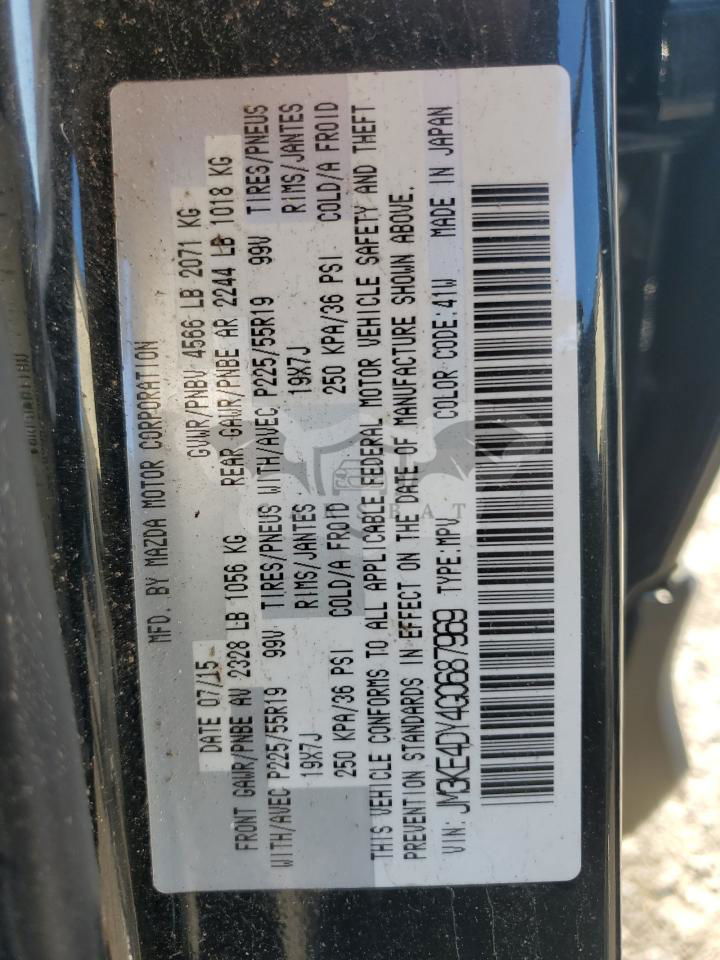 MFD. BY MAZDA MOTOR CORPORATION
DATE 07/15 GVWR/PNBV 4566 LB 2071 KG
FRONT GAWR/PNBE AV 2328 LB 1056 KG REAR GAWR/PNBE AR 2244 LB 1018 KG
WITH/AVEC P225/55R19 99V TIRES/PNEUS WITH/AVEC P225/55R19 99V TIRES/PNEUS
19X7J RIMS/JANTES 19X7J RIMS/JANTES
250 KPA/36 PSI COLD/A FROID 250 KPA/36 PSI COLD/A FROID
THIS VEHICLE CONFORMS TO ALL APPLICABLE FEDERAL MOTOR VEHICLE SAFETY AND THEFT
PREVENTION STANDARDS IN EFFECT ON THE DATE OF MANUFACTURE SHOWN ABOVE.
VIN: JM3KE4DY4G0687969 TYPE:MPV COLOR CODE:41W MADE IN JAPAN